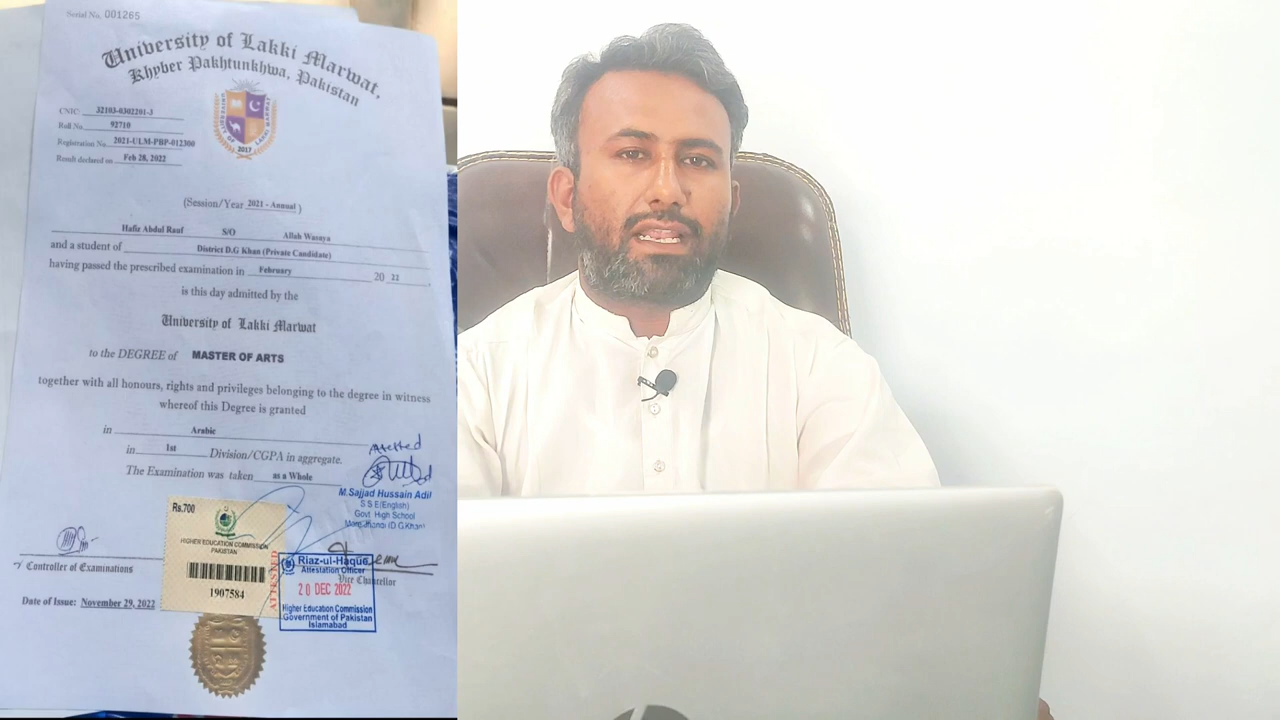 Serial No. 001265
University of Lakki Marwat,
Khyber Pakhtunkhwa, Pakistan
CNIC: 32103-0302201-3
Roll No. 92710
Registration No. 2021-ULM-PBP-012300
Result declared on Feb 28, 2022
UNIVERSITY OF LAKKI MARWAT
2017
(Session/Year 2021 - Annual)
Hafiz Abdul Rauf S/O Allah Wasaya
and a student of District D.G Khan (Private Candidate)
having passed the prescribed examination in February 20 22
is this day admitted by the
University of Lakki Marwat
to the DEGREE of MASTER OF ARTS
together with all honours, rights and privileges belonging to the degree in witness
whereof this Degree is granted
in Arabic
in 1st Division/CGPA in aggregate.
The Examination was taken as a Whole
Attested
M.Sajjad Hussain Adil
S S E(English)
Govt High School
(D.G.Khan)
Rs.700
HIGHER EDUCATION COMMISSION
PAKISTAN
1907584
ATTESTED
Riaz-ul-Haque
Attestation Officer
20 DEC 2022
Higher Education Commission
Government of Pakistan
Islamabad
Controller of Examinations
Vice Chancellor
Date of Issue: November 29, 2022